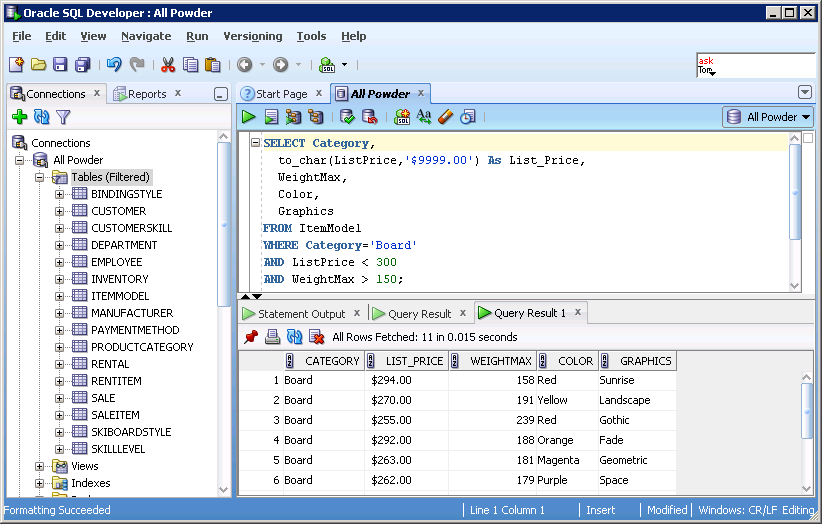 Oracle SQL Developer : All Powder
File Edit View Navigate Run Versioning Tools Help
ask
Tom
Connections Reports
Start Page All Powder
All Powder
Connections
All Powder
Tables (Filtered)
BINDINGSTYLE
CUSTOMER
CUSTOMERSKILL
DEPARTMENT
EMPLOYEE
INVENTORY
ITEMMODEL
MANUFACTURER
PAYMENTMETHOD
PRODUCTCATEGORY
RENTAL
RENTITEM
SALE
SALEITEM
SKIBOARDSTYLE
SKILLLEVEL
Views
Indexes
SELECT Category,
to_char(ListPrice,'$9999.00') As List_Price,
WeightMax,
Color,
Graphics
FROM ItemModel
WHERE Category='Board'
AND ListPrice < 300
AND WeightMax > 150;
Statement Output Query Result Query Result 1
SQL
All Rows Fetched: 11 in 0.015 seconds
CATEGORY LIST_PRICE WEIGHTMAX COLOR GRAPHICS
1 Board $294.00 158 Red Sunrise
2 Board $270.00 191 Yellow Landscape
3 Board $255.00 239 Red Gothic
4 Board $292.00 188 Orange Fade
5 Board $263.00 181 Magenta Geometric
6 Board $262.00 179 Purple Space
Formatting Succeeded Line 1 Column 1 Insert Modified Windows: CR/LF Editing